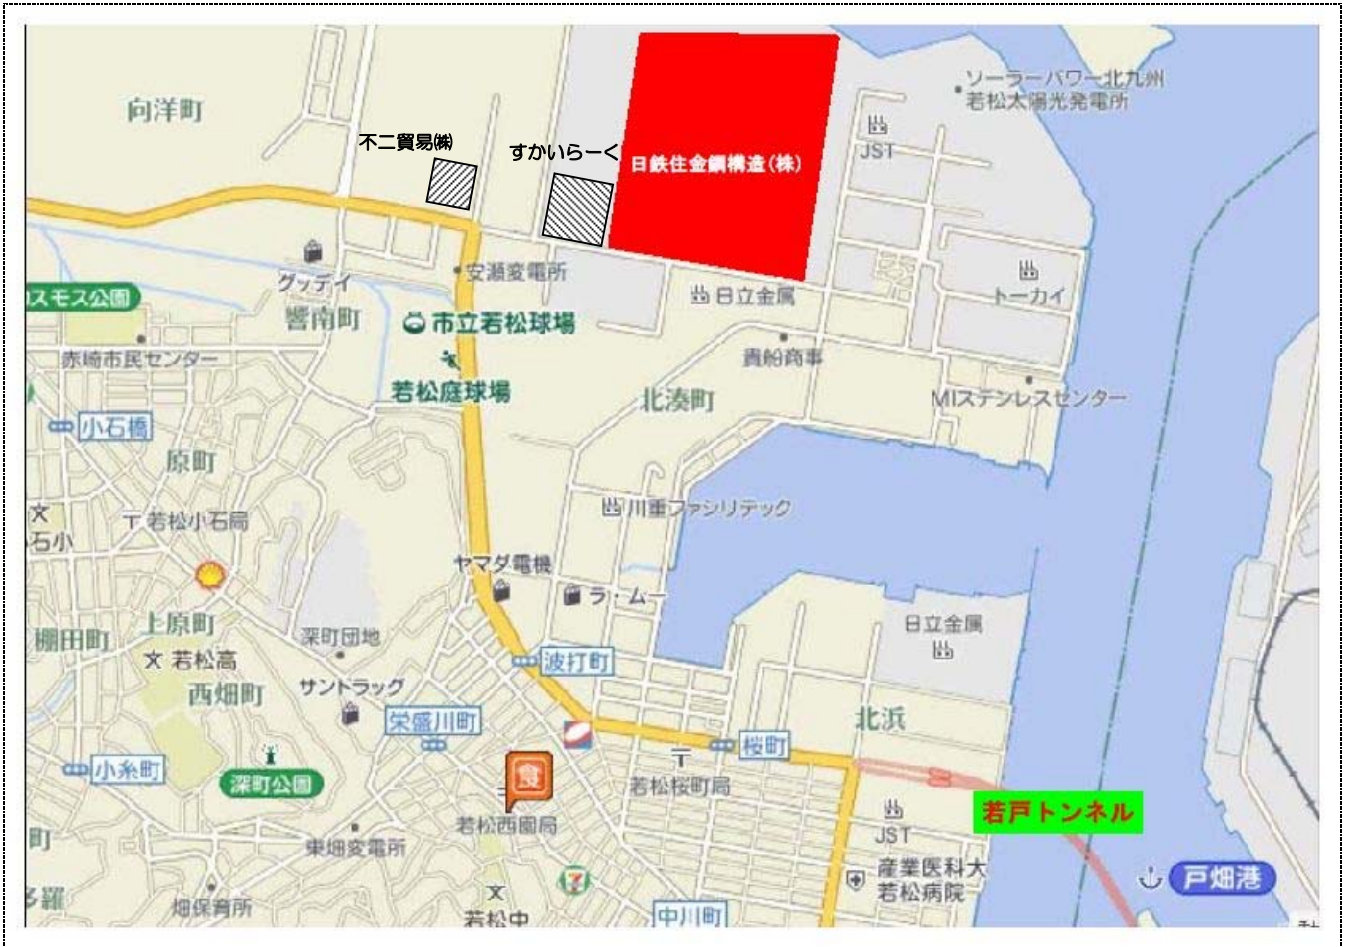 ソーラーパワー北九州
若松太陽光発電所
向洋町
不二貿易㈱
すかいらーく
日鉄住金鋼構造(株)
JST
グッデイ
安瀬変電所
トーカイ
スモス公園
響南町
日立金属
市立若松球場
赤崎市民センター
貴船商事
若松庭球場
北湊町
MIステンレスセンター
小石橋
原町
川重ファシリテック
若松小石局
石小
ヤマダ電機
ラ・ムー
上原町
棚田町
深町団地
日立金属
若松高
波打町
西畑町
サントラッグ
栄盛川町
北浜
桜町
小糸町
食
深町公園
若松桜町局
若戸トンネル
若松西園局
JST
町
東畑変電所
産業医科大
若松病院
戸畑港
多羅
畑保育所
7
若松中
中川町